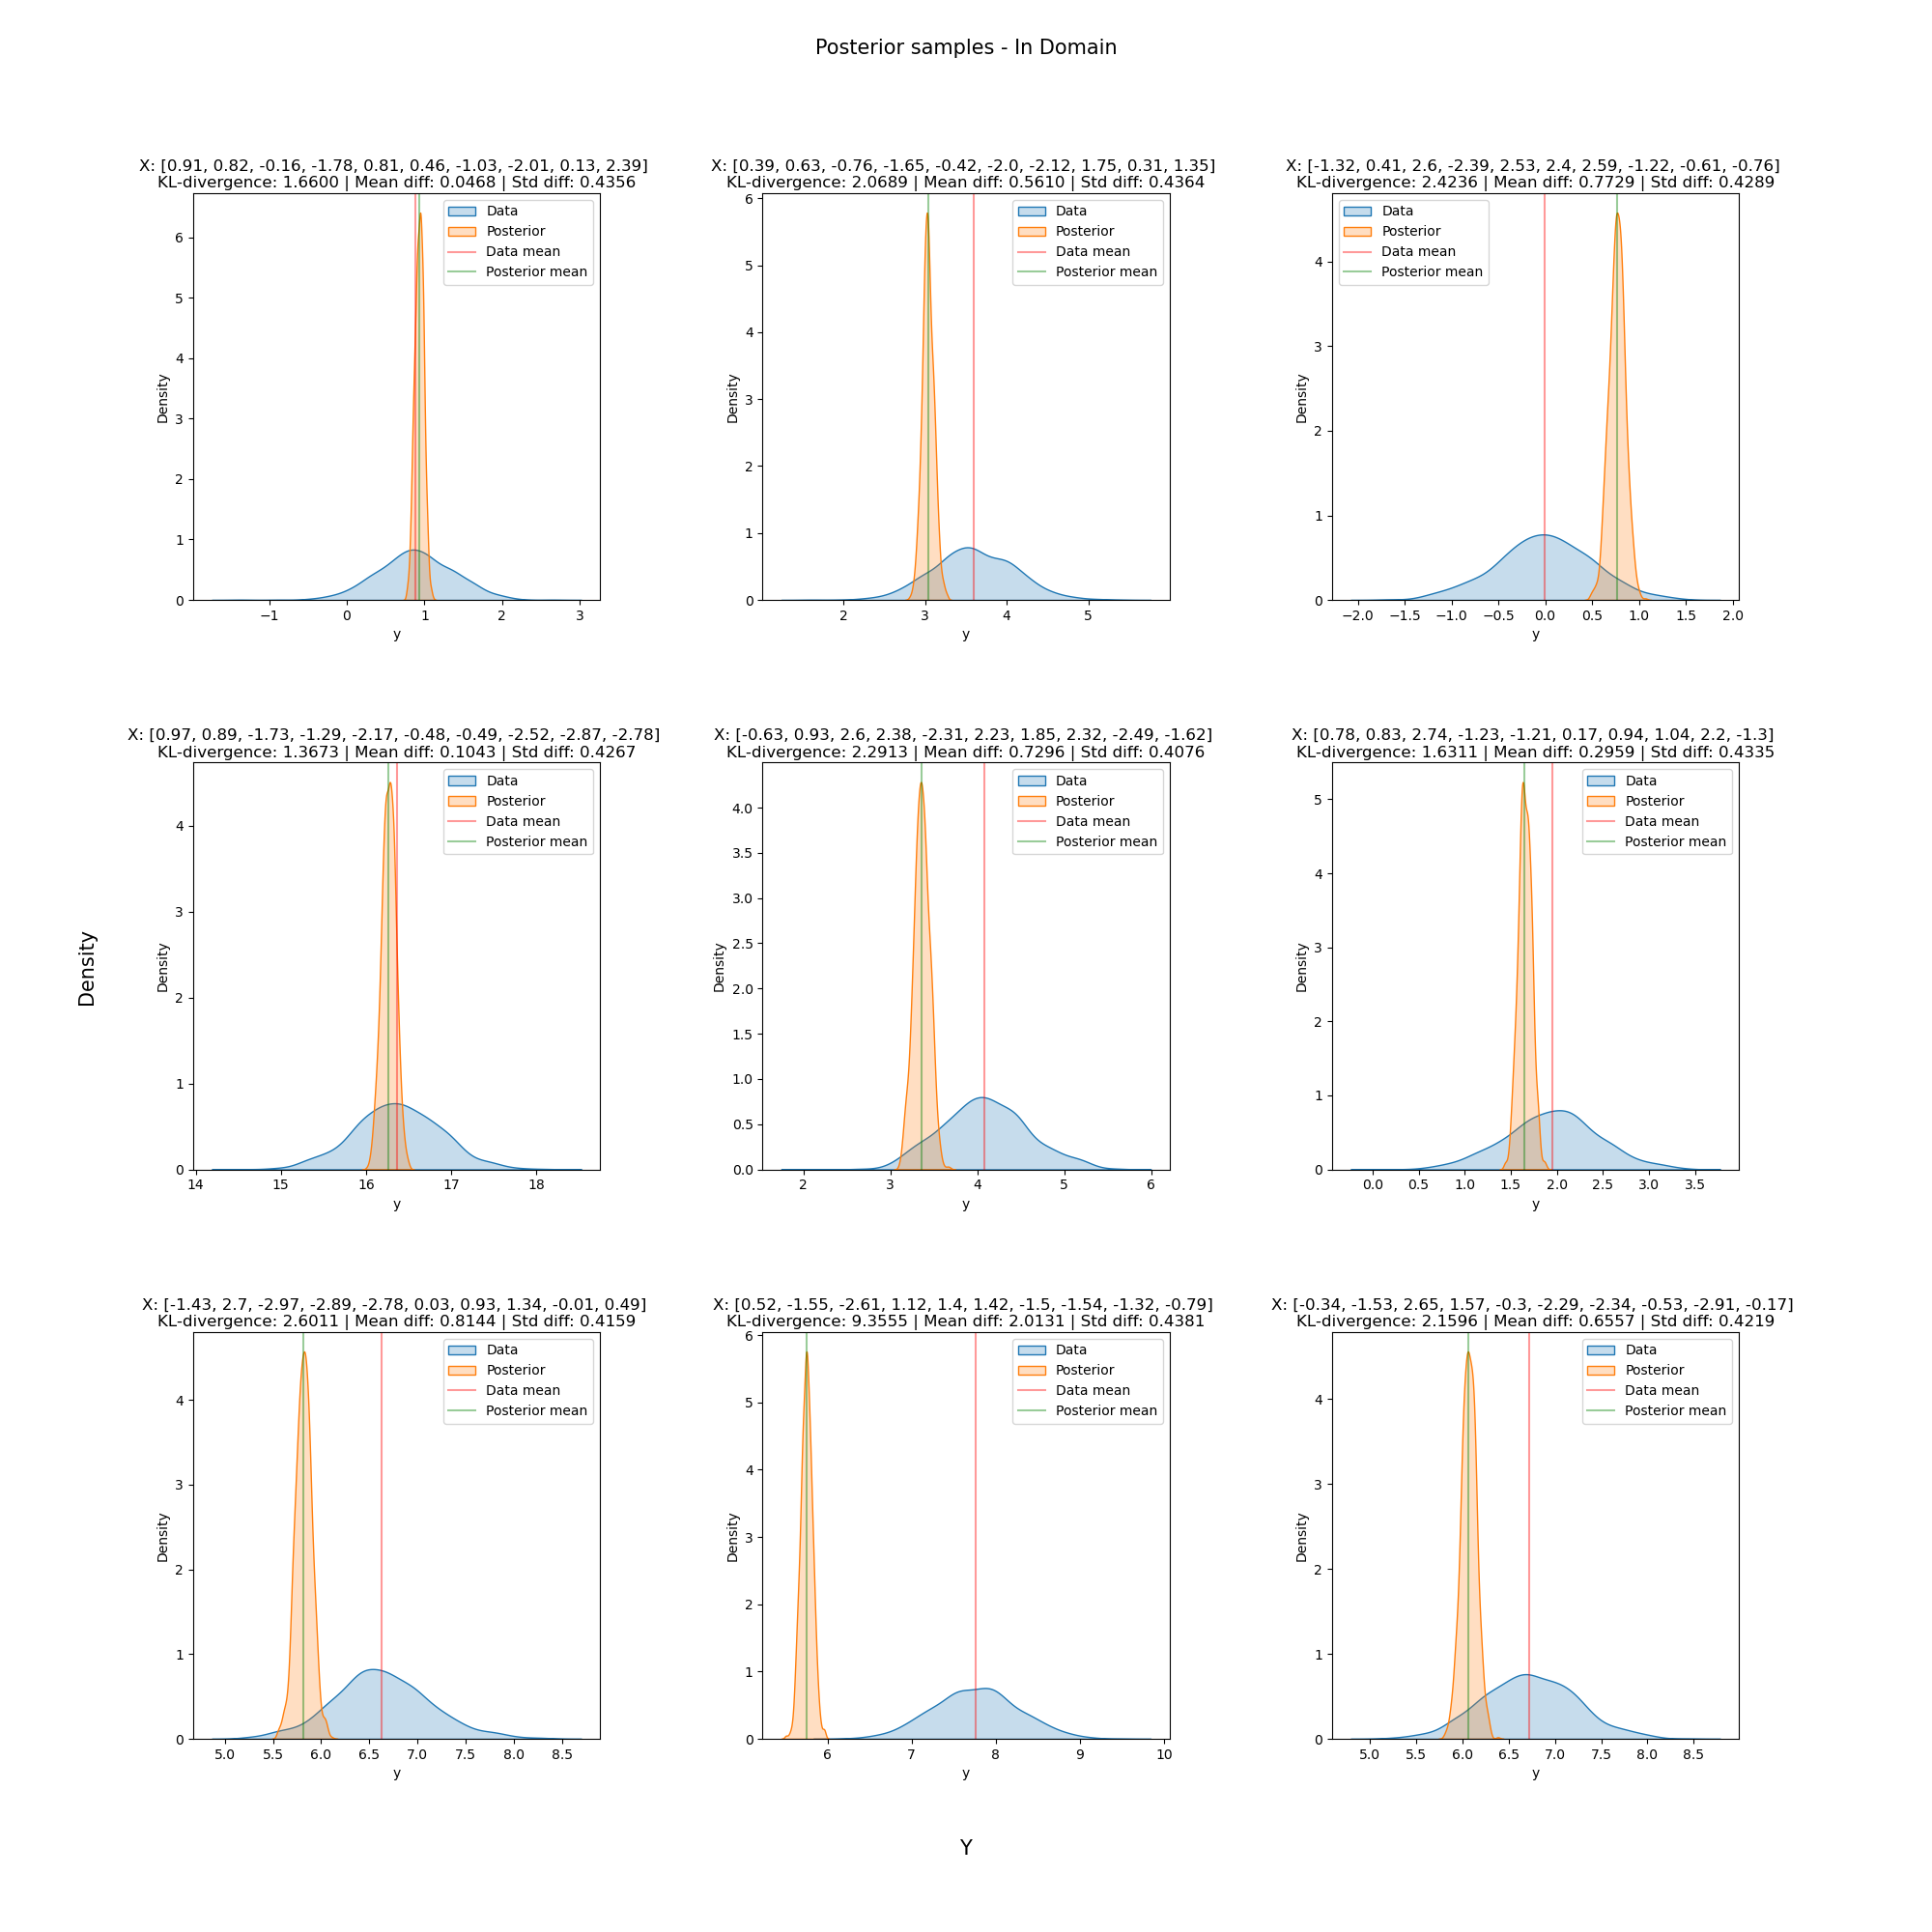 Posterior samples - In Domain
X: [0.91, 0.82, -0.16, -1.78, 0.81, 0.46, -1.03, -2.01, 0.13, 2.39]
KL-divergence: 1.6600 | Mean diff: 0.0468 | Std diff: 0.4356
Data
Posterior
Data mean
Posterior mean
6
5
4
3
2
1
0
Density
−1 0 1 2 3
y
X: [0.39, 0.63, -0.76, -1.65, -0.42, -2.0, -2.12, 1.75, 0.31, 1.35]
KL-divergence: 2.0689 | Mean diff: 0.5610 | Std diff: 0.4364
Data
Posterior
Data mean
Posterior mean
6
5
4
3
2
1
0
Density
2 3 4 5
y
X: [-1.32, 0.41, 2.6, -2.39, 2.53, 2.4, 2.59, -1.22, -0.61, -0.76]
KL-divergence: 2.4236 | Mean diff: 0.7729 | Std diff: 0.4289
Data
Posterior
Data mean
Posterior mean
4
3
2
1
0
Density
−2.0 −1.5 −1.0 −0.5 0.0 0.5 1.0 1.5 2.0
y
X: [0.97, 0.89, -1.73, -1.29, -2.17, -0.48, -0.49, -2.52, -2.87, -2.78]
KL-divergence: 1.3673 | Mean diff: 0.1043 | Std diff: 0.4267
Data
Posterior
Data mean
Posterior mean
4
3
2
1
0
Density
14 15 16 17 18
y
X: [-0.63, 0.93, 2.6, 2.38, -2.31, 2.23, 1.85, 2.32, -2.49, -1.62]
KL-divergence: 2.2913 | Mean diff: 0.7296 | Std diff: 0.4076
Data
Posterior
Data mean
Posterior mean
4.0
3.5
3.0
2.5
2.0
1.5
1.0
0.5
0.0
Density
2 3 4 5 6
y
X: [0.78, 0.83, 2.74, -1.23, -1.21, 0.17, 0.94, 1.04, 2.2, -1.3]
KL-divergence: 1.6311 | Mean diff: 0.2959 | Std diff: 0.4335
Data
Posterior
Data mean
Posterior mean
5
4
3
2
1
0
Density
0.0 0.5 1.0 1.5 2.0 2.5 3.0 3.5
y
Density
X: [-1.43, 2.7, -2.97, -2.89, -2.78, 0.03, 0.93, 1.34, -0.01, 0.49]
KL-divergence: 2.6011 | Mean diff: 0.8144 | Std diff: 0.4159
Data
Posterior
Data mean
Posterior mean
4
3
2
1
0
Density
5.0 5.5 6.0 6.5 7.0 7.5 8.0 8.5
y
X: [0.52, -1.55, -2.61, 1.12, 1.4, 1.42, -1.5, -1.54, -1.32, -0.79]
KL-divergence: 9.3555 | Mean diff: 2.0131 | Std diff: 0.4381
Data
Posterior
Data mean
Posterior mean
6
5
4
3
2
1
0
Density
6 7 8 9 10
y
X: [-0.34, -1.53, 2.65, 1.57, -0.3, -2.29, -2.34, -0.53, -2.91, -0.17]
KL-divergence: 2.1596 | Mean diff: 0.6557 | Std diff: 0.4219
Data
Posterior
Data mean
Posterior mean
4
3
2
1
0
Density
5.0 5.5 6.0 6.5 7.0 7.5 8.0 8.5
y
Y